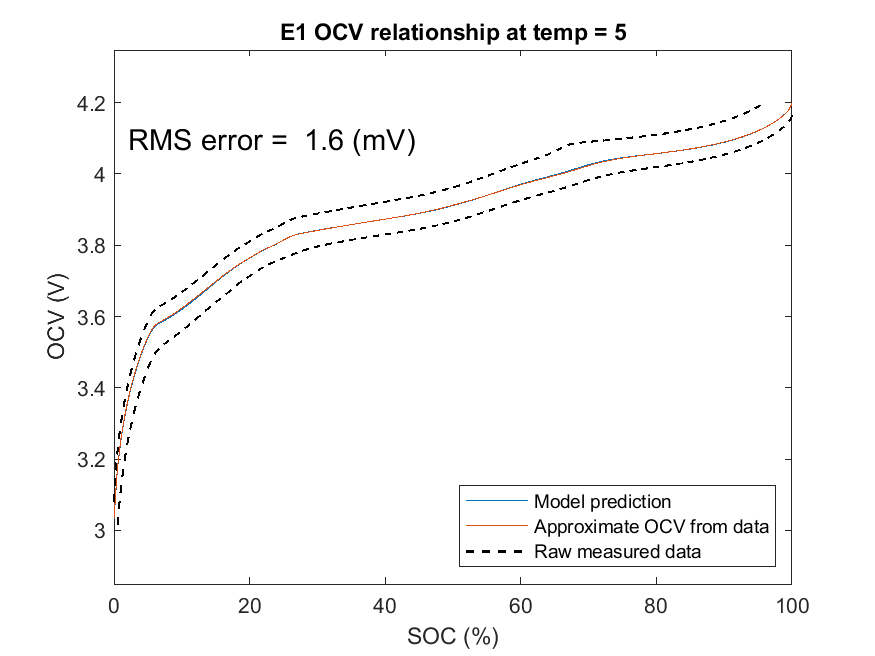 E1 OCV relationship at temp = 5
RMS error =  1.6 (mV)
OCV (V)
4.2
4
3.8
3.6
3.4
3.2
3
0 20 40 60 80 100
SOC (%)
Model prediction
Approximate OCV from data
Raw measured data